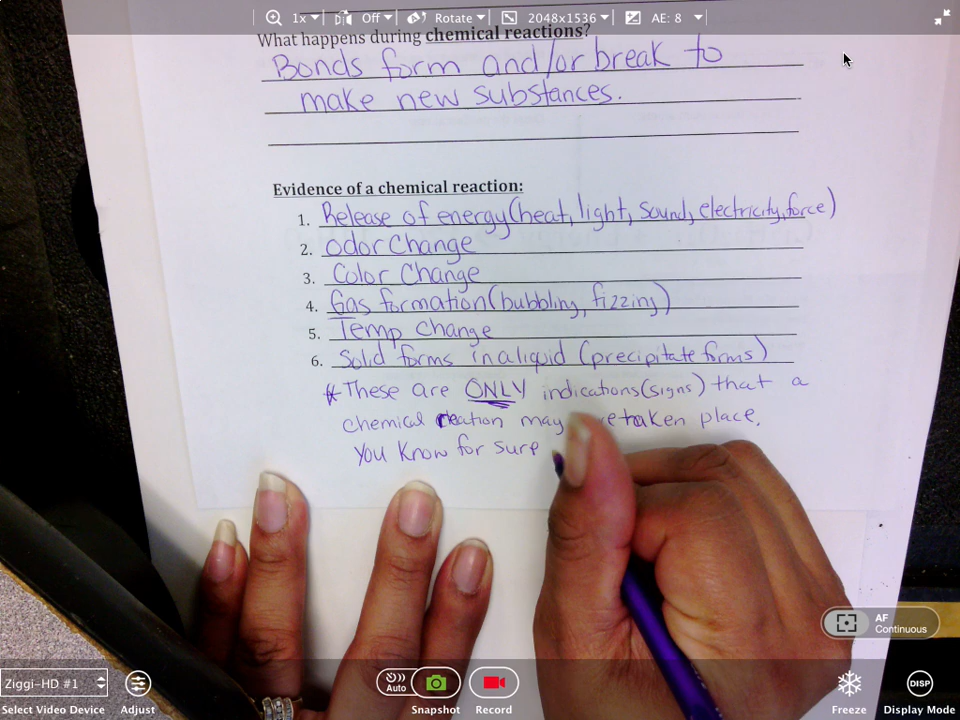 1x Off Rotate 2048x1536 AE: 8
What happens during chemical reactions?
Bonds form and/or break to
make new substances.
Evidence of a chemical reaction:
1. Release of energy(heat, light, sound, electricity, force)
2. odor change
3. Color Change
4. Gas formation(bubbling, fizzing)
5. Temp change
6. Solid forms in a liquid (precipitate forms)
*These are ONLY indications(signs) that a
chemical reation may taken place.
You Know for sure
AF
Continuous
Ziggi-HD #1
Auto
DISP
Select Video Device Adjust Snapshot Record Freeze Display Mode